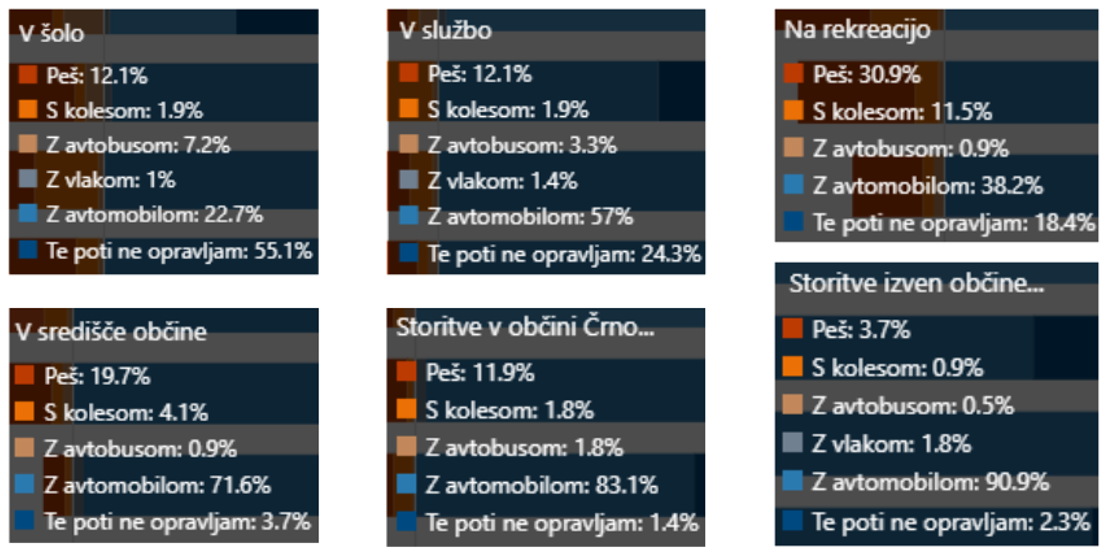 V šolo
Peš: 12.1%
S kolesom: 1.9%
Z avtobusom: 7.2%
Z vlakom: 1%
Z avtomobilom: 22.7%
Te poti ne opravljam: 55.1%
V službo
Peš: 12.1%
S kolesom: 1.9%
Z avtobusom: 3.3%
Z vlakom: 1.4%
Z avtomobilom: 57%
Te poti ne opravljam: 24.3%
Na rekreacijo
Peš: 30.9%
S kolesom: 11.5%
Z avtobusom: 0.9%
Z avtomobilom: 38.2%
Te poti ne opravljam: 18.4%
V središče občine
Peš: 19.7%
S kolesom: 4.1%
Z avtobusom: 0.9%
Z avtomobilom: 71.6%
Te poti ne opravljam: 3.7%
Storitve v občini Črno...
Peš: 11.9%
S kolesom: 1.8%
Z avtobusom: 1.8%
Z avtomobilom: 83.1%
Te poti ne opravljam: 1.4%
Storitve izven občine...
Peš: 3.7%
S kolesom: 0.9%
Z avtobusom: 0.5%
Z vlakom: 1.8%
Z avtomobilom: 90.9%
Te poti ne opravljam: 2.3%